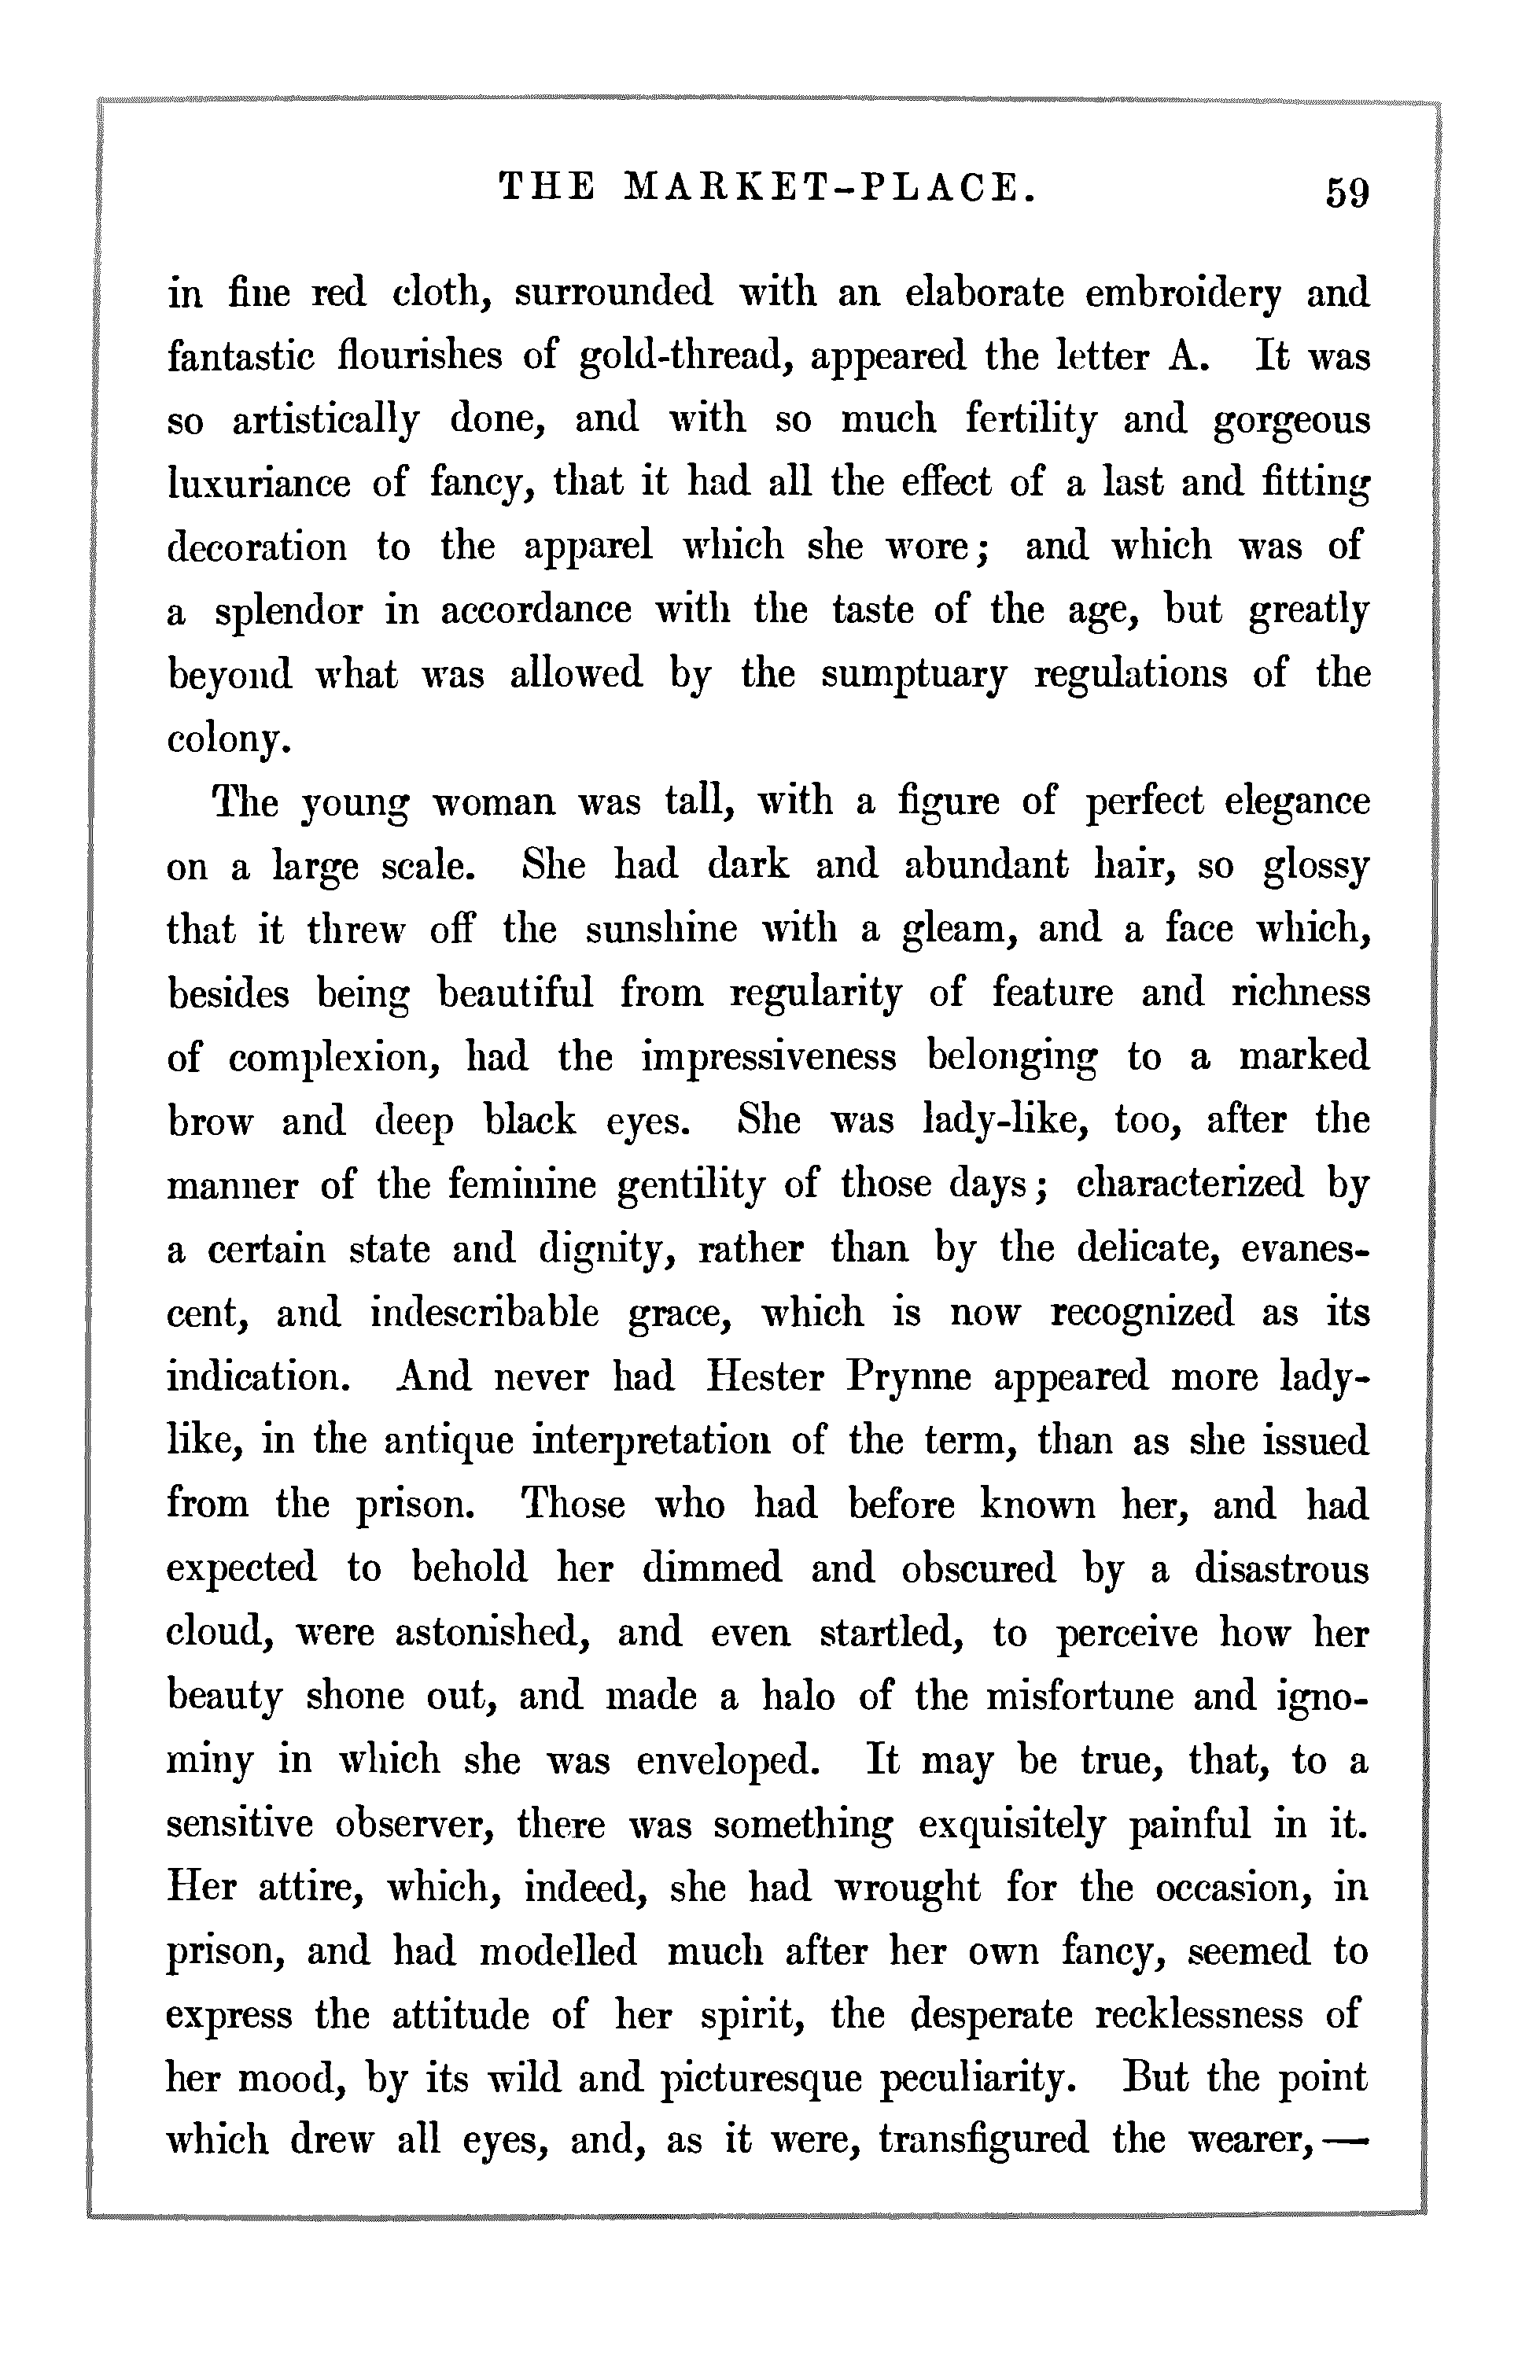 THE MARKET-PLACE. 59
in fine red cloth, surrounded with an elaborate embroidery and
fantastic flourishes of gold-thread, appeared the letter A. It was
so artistically done, and with so much fertility and gorgeous
luxuriance of fancy, that it had all the effect of a last and fitting
decoration to the apparel which she wore; and which was of
a splendor in accordance with the taste of the age, but greatly
beyond what was allowed by the sumptuary regulations of the
colony.
The young woman was tall, with a figure of perfect elegance
on a large scale. She had dark and abundant hair, so glossy
that it threw off the sunshine with a gleam, and a face which,
besides being beautiful from regularity of feature and richness
of complexion, had the impressiveness belonging to a marked
brow and deep black eyes. She was lady-like, too, after the
manner of the feminine gentility of those days; characterized by
a certain state and dignity, rather than by the delicate, evanes-
cent, and indescribable grace, which is now recognized as its
indication. And never had Hester Prynne appeared more lady-
like, in the antique interpretation of the term, than as she issued
from the prison. Those who had before known her, and had
expected to behold her dimmed and obscured by a disastrous
cloud, were astonished, and even startled, to perceive how her
beauty shone out, and made a halo of the misfortune and igno-
miny in which she was enveloped. It may be true, that, to a
sensitive observer, there was something exquisitely painful in it.
Her attire, which, indeed, she had wrought for the occasion, in
prison, and had modelled much after her own fancy, seemed to
express the attitude of her spirit, the desperate recklessness of
her mood, by its wild and picturesque peculiarity. But the point
which drew all eyes, and, as it were, transfigured the wearer,—